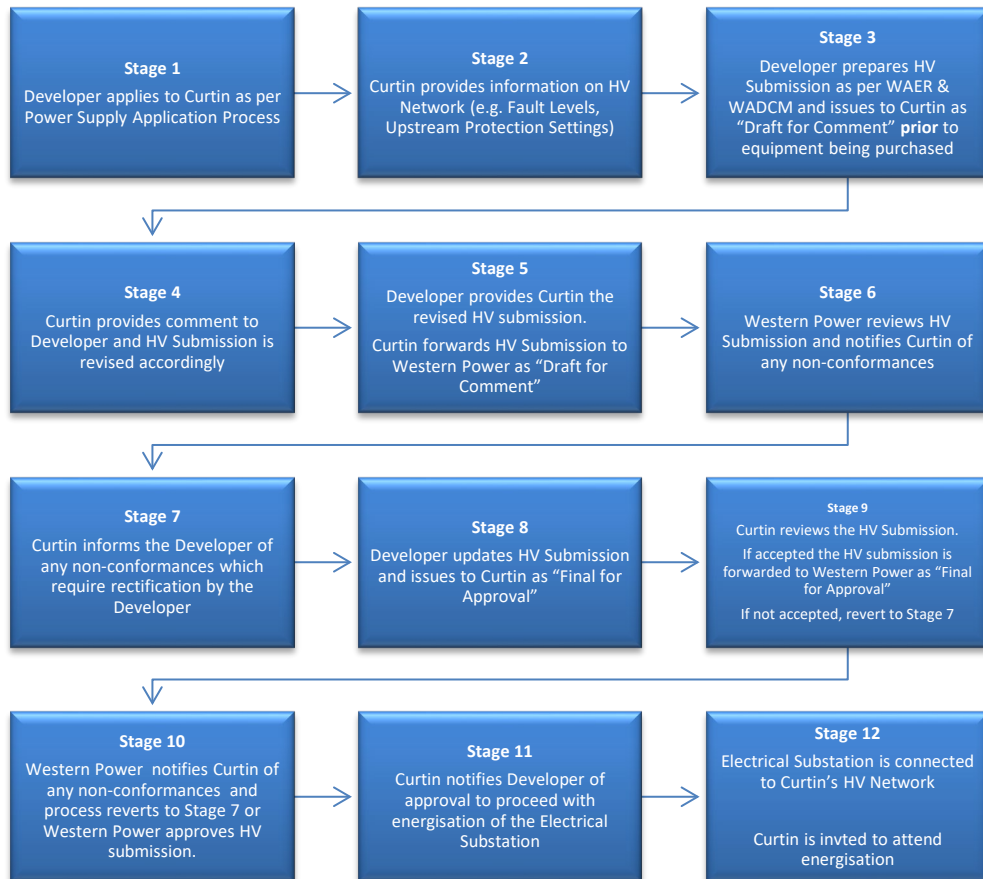 Stage 1
Developer applies to Curtin as per
Power Supply Application Process
Stage 2
Curtin provides information on HV
Network (e.g. Fault Levels,
Upstream Protection Settings)
Stage 3
Developer prepares HV
Submission as per WAER &
WADCM and issues to Curtin as
“Draft for Comment” prior to
equipment being purchased
Stage 4
Curtin provides comment to
Developer and HV Submission is
revised accordingly
Stage 5
Developer provides Curtin the
revised HV submission.
Curtin forwards HV Submission to
Western Power as “Draft for
Comment”
Stage 6
Western Power reviews HV
Submission and notifies Curtin of
any non-conformances
Stage 7
Curtin informs the Developer of
any non-conformances which
require rectification by the
Developer
Stage 8
Developer updates HV Submission
and issues to Curtin as “Final for
Approval”
Stage 9
Curtin reviews the HV Submission.
If accepted the HV submission is
forwarded to Western Power as “Final
for Approval”
If not accepted, revert to Stage 7
Stage 10
Western Power notifies Curtin of
any non-conformances and
process reverts to Stage 7 or
Western Power approves HV
submission.
Stage 11
Curtin notifies Developer of
approval to proceed with
energisation of the Electrical
Substation
Stage 12
Electrical Substation is connected
to Curtin’s HV Network
Curtin is invted to attend
energisation